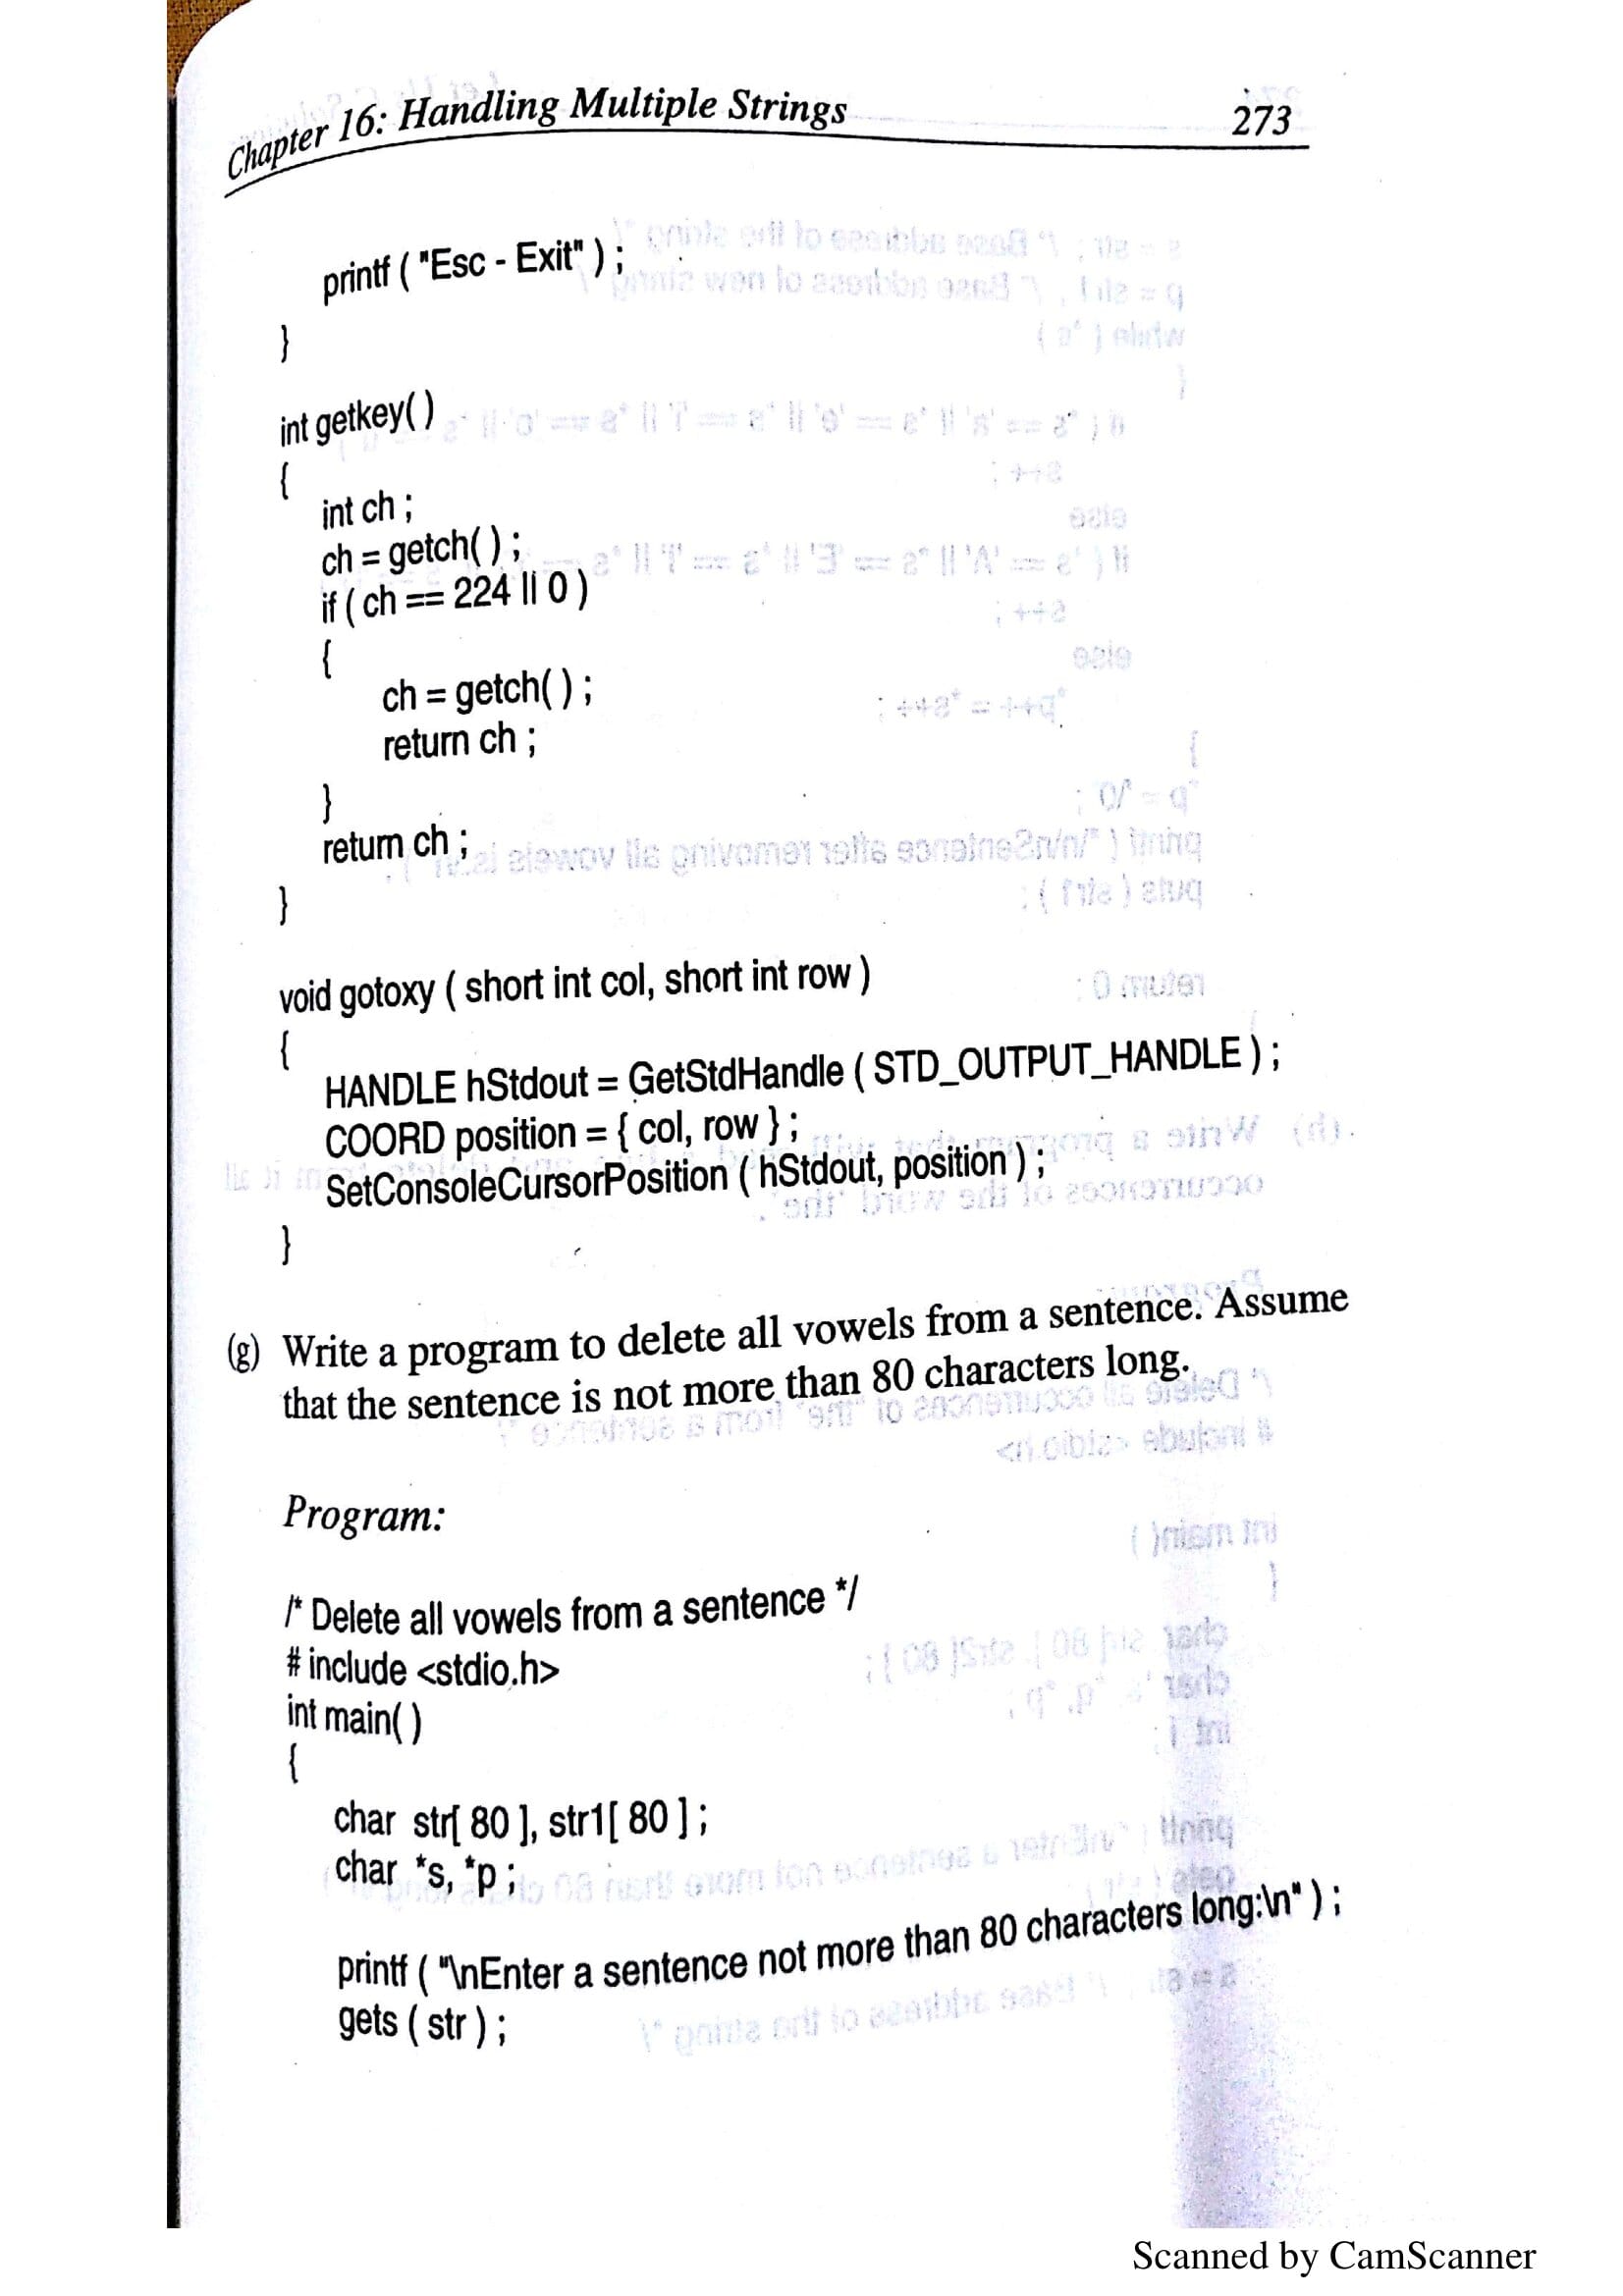 Chapter 16: Handling Multiple Strings 273
printf ( "Esc - Exit" ) ;
}
int getkey( )
{
int ch ;
ch = getch( ) ;
if ( ch == 224 || 0 )
{
ch = getch( ) ;
return ch ;
}
return ch ;
}
void gotoxy ( short int col, short int row )
{
HANDLE hStdout = GetStdHandle ( STD_OUTPUT_HANDLE ) ;
COORD position = { col, row } ;
SetConsoleCursorPosition ( hStdout, position ) ;
}
(g) Write a program to delete all vowels from a sentence. Assume
that the sentence is not more than 80 characters long.
Program:
/* Delete all vowels from a sentence */
# include <stdio.h>
int main( )
{
char str[ 80 ], str1[ 80 ] ;
char *s, *p ;
printf ( "\nEnter a sentence not more than 80 characters long:\n" ) ;
gets ( str ) ;
Scanned by CamScanner